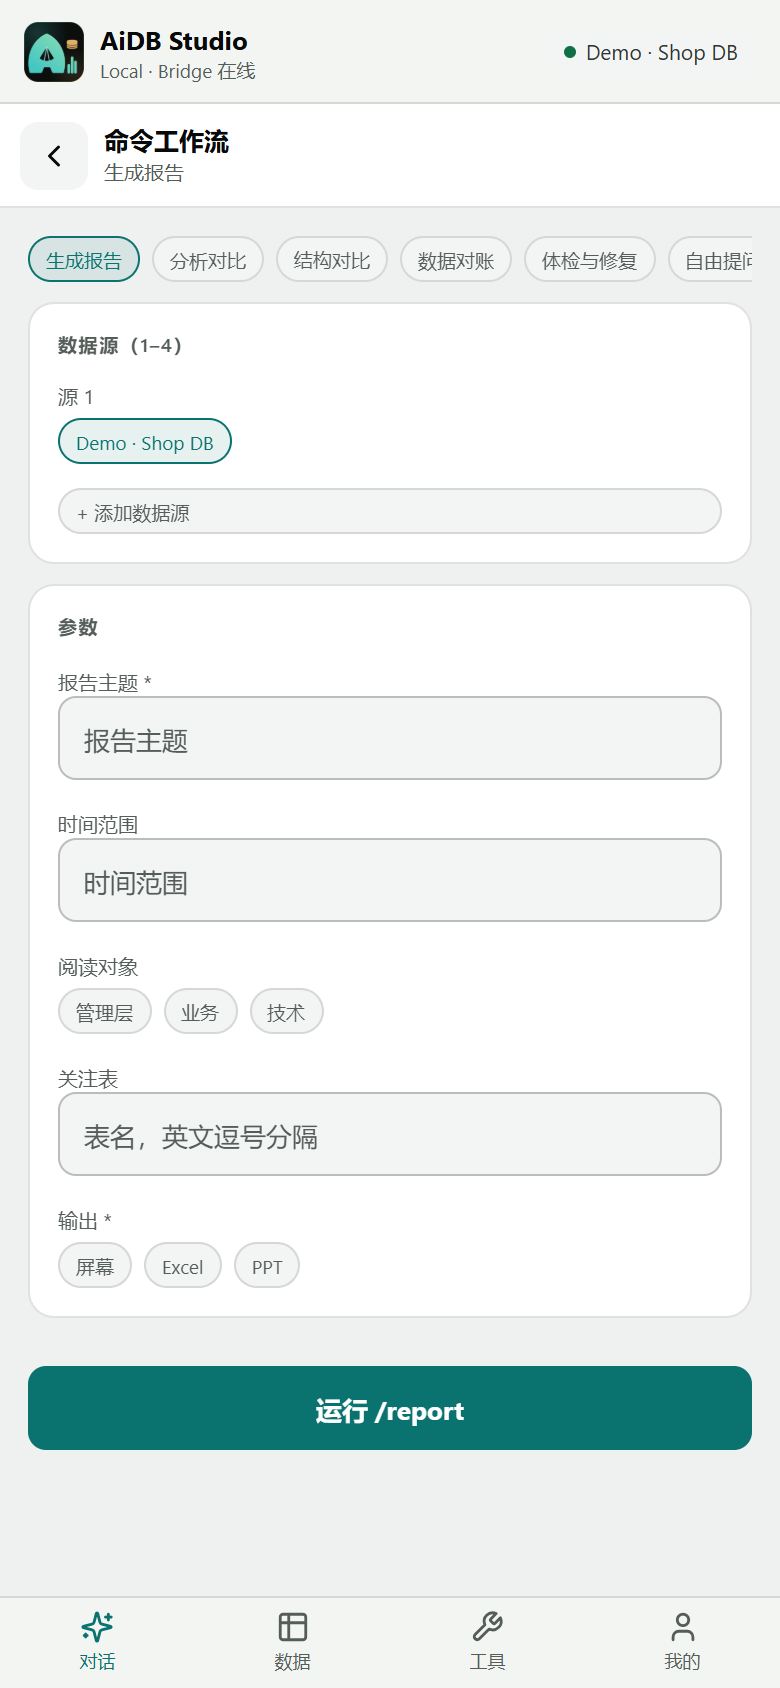 AiDB Studio
Local · Bridge 在线
Demo · Shop DB
命令工作流
生成报告
生成报告
分析对比
结构对比
数据对账
体检与修复
自由提问
数据源（1–4）
源 1
Demo · Shop DB
+ 添加数据源
参数
报告主题 *
报告主题
时间范围
时间范围
阅读对象
管理层
业务
技术
关注表
表名，英文逗号分隔
输出 *
屏幕
Excel
PPT
运行 /report
对话
数据
工具
我的